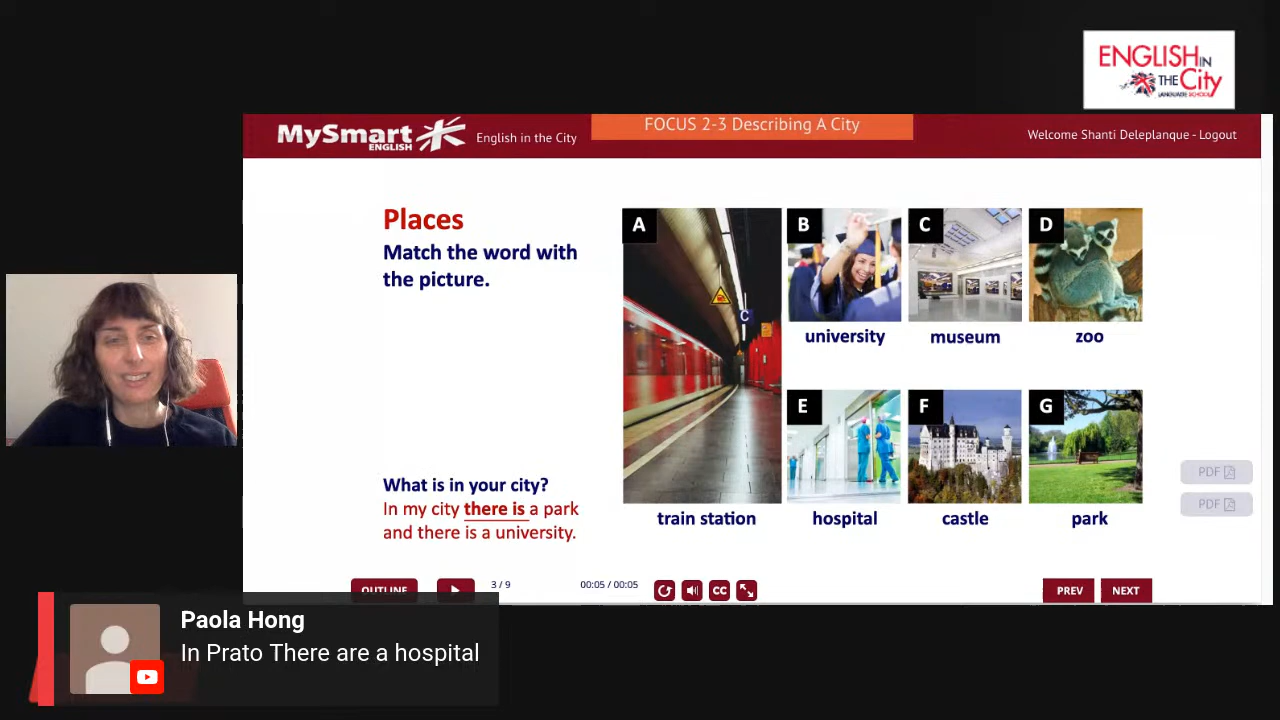 ENGLISH IN
THE City
LANGUAGE SCHOOL
MySmart
ENGLISH
English in the City
FOCUS 2-3 Describing A City
Welcome Shanti Deleplanque - Logout
Places
Match the word with
the picture.
A
C
B
university
C
museum
D
zoo
train station
E
hospital
F
castle
G
park
What is in your city?
In my city there is a park
and there is a university.
PDF
PDF
OUTLINE
3 / 9
00:05 / 00:05
CC
PREV
NEXT
Paola Hong
In Prato There are a hospital